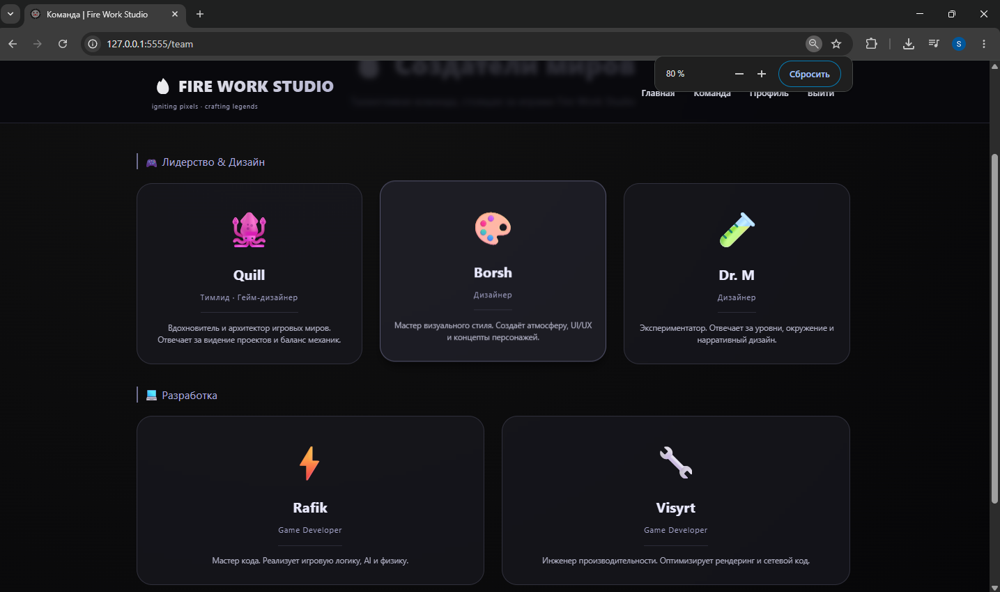 Команда | Fire Work Studio
127.0.0.1:5555/team
S
80 %
Сбросить
Создатели миров
FIRE WORK STUDIO
igniting pixels · crafting legends
Главная
Команда
Профиль
Выйти
Лидерство & Дизайн
Quill
Тимлид · Гейм-дизайнер
Вдохновитель и архитектор игровых миров.
Отвечает за видение проектов и баланс механик.
Borsh
Дизайнер
Мастер визуального стиля. Создаёт атмосферу, UI/UX
и концепты персонажей.
Dr. M
Дизайнер
Экспериментатор. Отвечает за уровни, окружение и
нарративный дизайн.
Разработка
Rafik
Game Developer
Мастер кода. Реализует игровую логику, AI и физику.
Visyrt
Game Developer
Инженер производительности. Оптимизирует рендеринг и сетевой код.